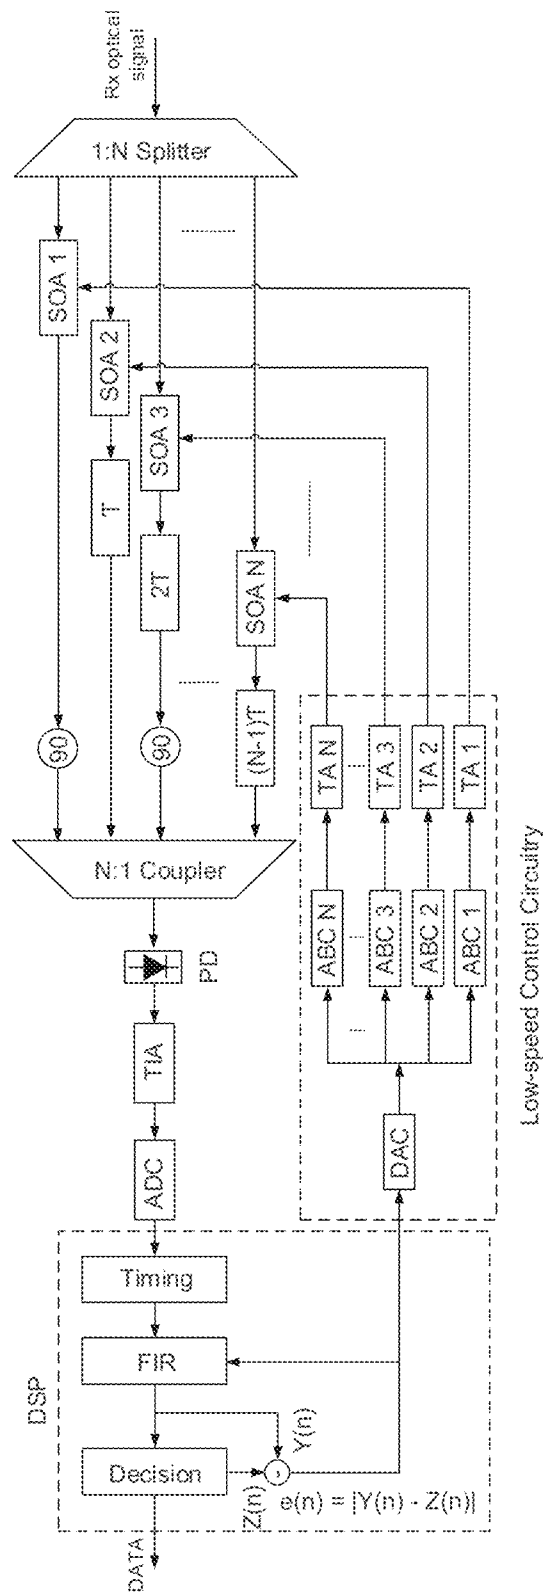 Rx optical
signal
1:N Splitter
SOA 1
SOA 2
SOA 3
SOA N
T
2T
(N-1)T
90
90
N:1 Coupler
PD
TIA
ADC
TA N
TA 3
TA 2
TA 1
ABC N
ABC 3
ABC 2
ABC 1
DAC
Low-speed Control Circuitry
DSP
Timing
FIR
Decision
Y(n)
Z(n)
e(n) = |Y(n) - Z(n)|
DATA